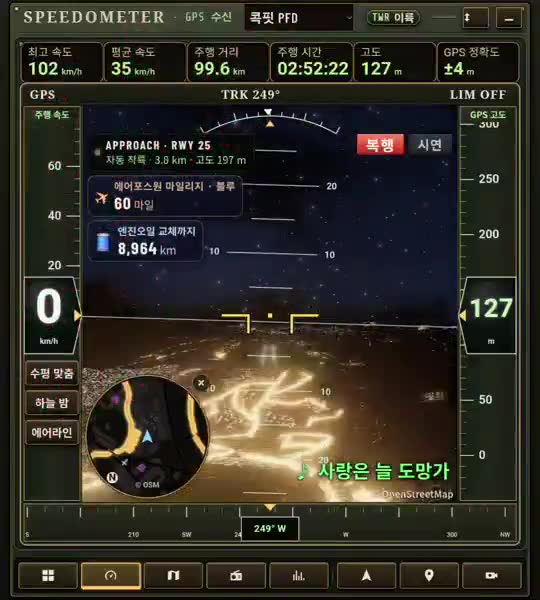 SPEEDOMETER · GPS 수신 콕핏 PFD TWR 이륙
최고 속도 평균 속도 주행 거리 주행 시간 고도 GPS 정확도
102 km/h 35 km/h 99.6 km 02:52:22 127 m ±4 m
GPS TRK 249° LIM OFF
주행 속도 GPS 고도
300
APPROACH · RWY 25
자동 착륙 · 3.8 km · 고도 197 m
복행 시연
60
250
에어포스원 마일리지 · 블루
60 마일
20
40
200
엔진오일 교체까지
8,964 km
10 10
20
0 km/h
127 m
수평 맞춤
하늘 밤
에어라인
10
50
20
0
♪ 사랑은 늘 도망가
N
© OSM
OpenStreetMap
S 210 SW 24 249° W W 300 NW